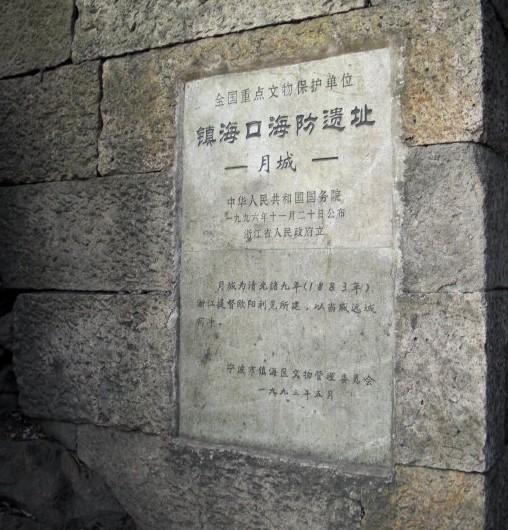 全国重点文物保护单位
镇海口海防遗址
— 月城 —
中华人民共和国国务院
一九九六年十一月二十日公布
浙江省人民政府立
月城为清光绪九年(1883年)
浙江提督欧阳利见所建，以当威远城
宁波市镇海区文物管理委员会
一九九三年五月